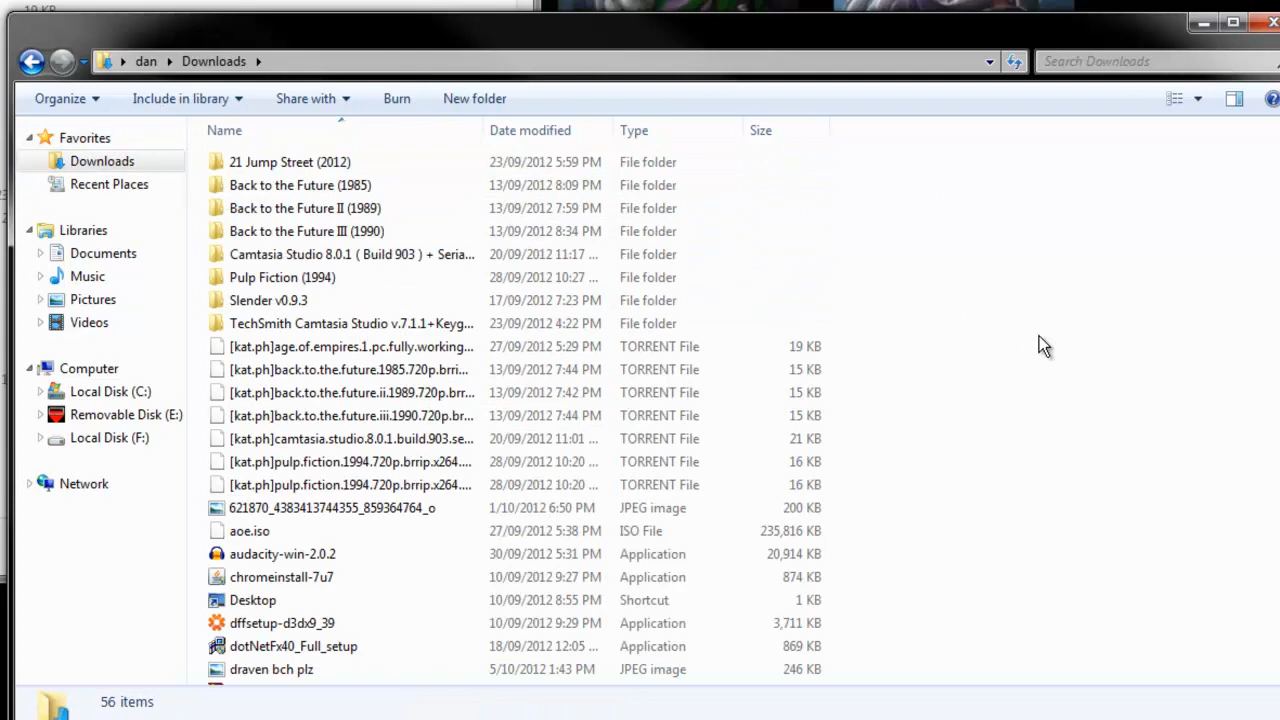 dan Downloads Search Downloads
Organize Include in library Share with Burn New folder
Name Date modified Type Size
Favorites
Downloads
Recent Places
Libraries
Documents
Music
Pictures
Videos
Computer
Local Disk (C:)
Removable Disk (E:)
Local Disk (F:)
Network
21 Jump Street (2012) 23/09/2012 5:59 PM File folder
Back to the Future (1985) 13/09/2012 8:09 PM File folder
Back to the Future II (1989) 13/09/2012 7:59 PM File folder
Back to the Future III (1990) 13/09/2012 8:34 PM File folder
Camtasia Studio 8.0.1 ( Build 903 ) + Seria... 20/09/2012 11:17 ... File folder
Pulp Fiction (1994) 28/09/2012 10:27 ... File folder
Slender v0.9.3 17/09/2012 7:23 PM File folder
TechSmith Camtasia Studio v.7.1.1+Keyg... 23/09/2012 4:22 PM File folder
[kat.ph]age.of.empires.1.pc.fully.working... 27/09/2012 5:29 PM TORRENT File 19 KB
[kat.ph]back.to.the.future.1985.720p.brri... 13/09/2012 7:44 PM TORRENT File 15 KB
[kat.ph]back.to.the.future.ii.1989.720p.br... 13/09/2012 7:42 PM TORRENT File 15 KB
[kat.ph]back.to.the.future.iii.1990.720p.br... 13/09/2012 7:44 PM TORRENT File 15 KB
[kat.ph]camtasia.studio.8.0.1.build.903.se... 20/09/2012 11:01 ... TORRENT File 21 KB
[kat.ph]pulp.fiction.1994.720p.brrip.x264.... 28/09/2012 10:20 ... TORRENT File 16 KB
[kat.ph]pulp.fiction.1994.720p.brrip.x264.... 28/09/2012 10:20 ... TORRENT File 16 KB
621870_4383413744355_859364764_o 1/10/2012 6:50 PM JPEG image 200 KB
aoe.iso 27/09/2012 5:38 PM ISO File 235,816 KB
audacity-win-2.0.2 30/09/2012 5:31 PM Application 20,914 KB
chromeinstall-7u7 10/09/2012 9:27 PM Application 874 KB
Desktop 10/09/2012 8:55 PM Shortcut 1 KB
dffsetup-d3dx9_39 10/09/2012 9:29 PM Application 3,711 KB
dotNetFx40_Full_setup 18/09/2012 12:05 ... Application 869 KB
draven bch plz 5/10/2012 1:43 PM JPEG image 246 KB
56 items